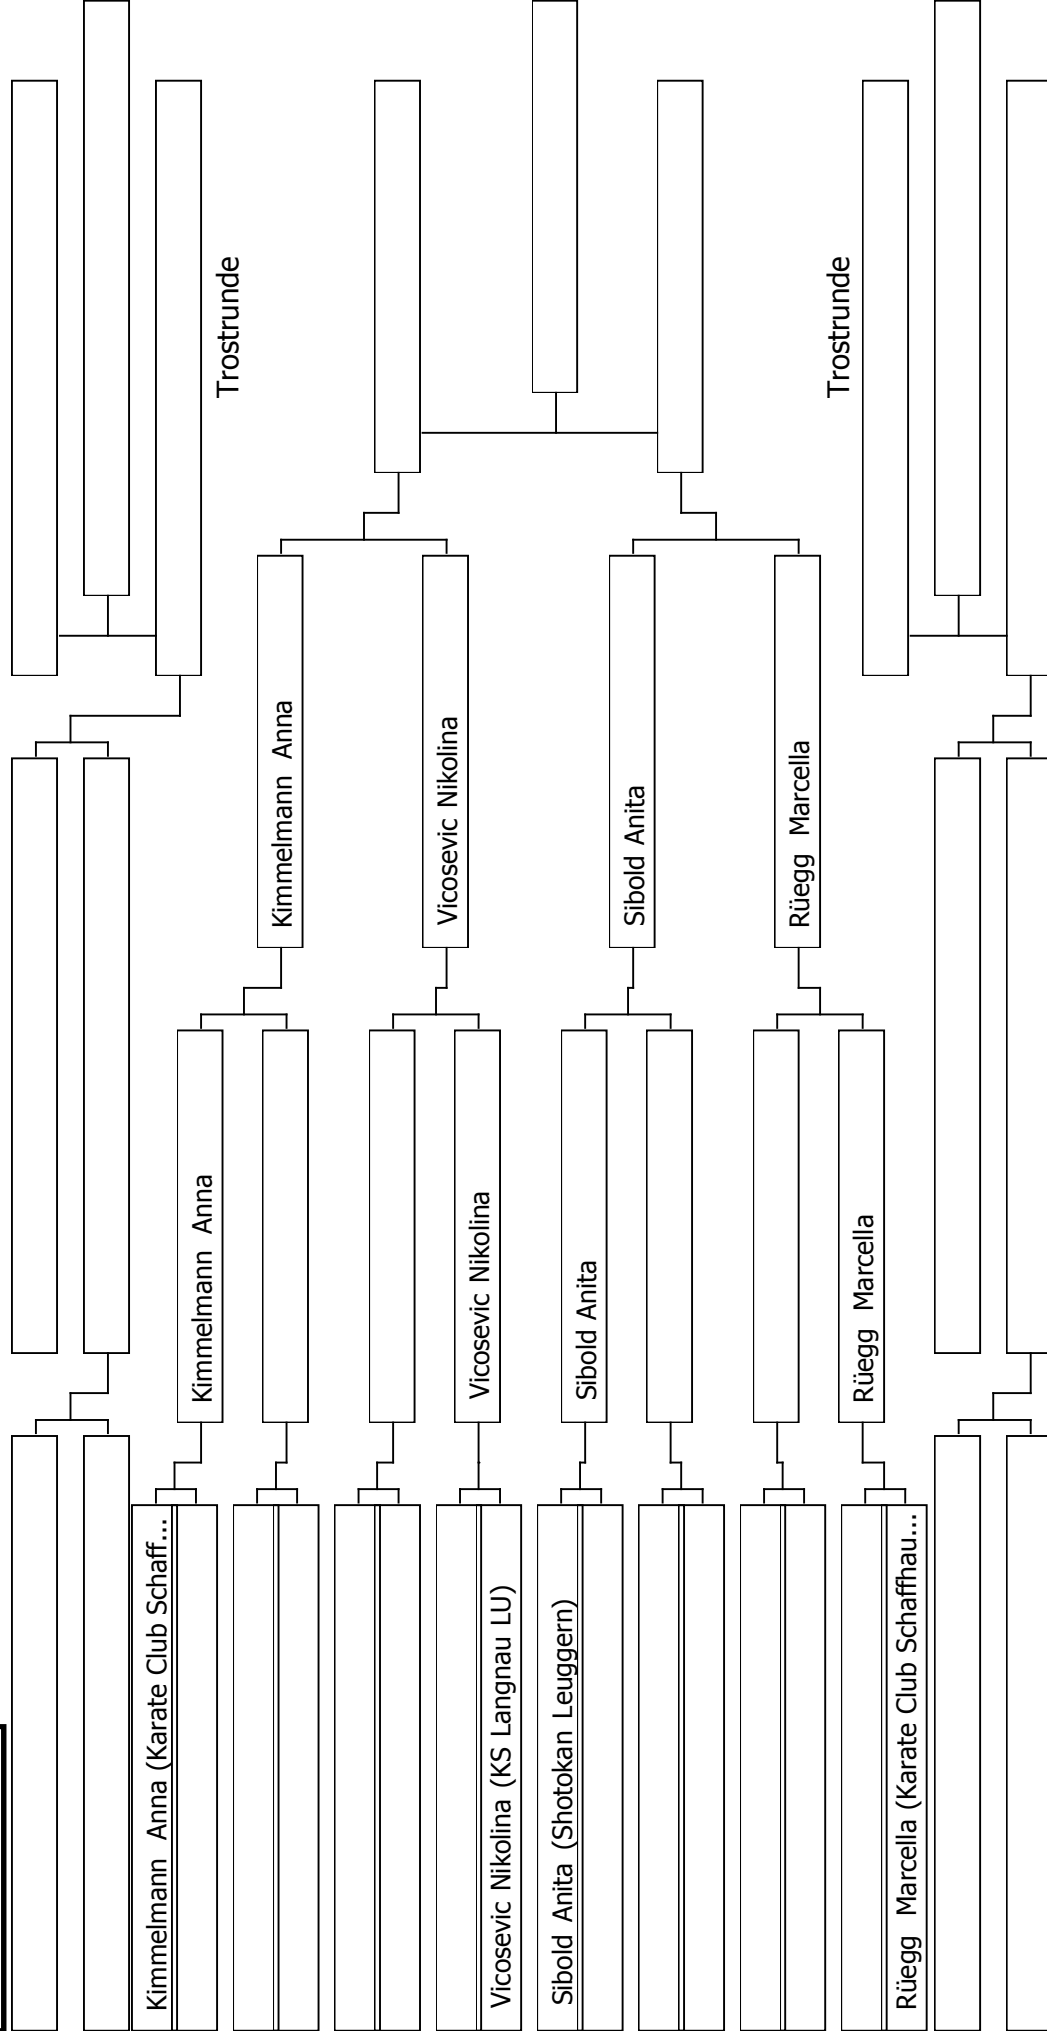 Kimmelmann Anna (Karate Club Schaff...
Vicosevic Nikolina (KS Langnau LU)
Sibold Anita (Shotokan Leuggern)
Rüegg Marcella (Karate Club Schaffhau...
Kimmelmann Anna
Vicosevic Nikolina
Sibold Anita
Rüegg Marcella
Kimmelmann Anna
Vicosevic Nikolina
Sibold Anita
Rüegg Marcella
Trostrunde
Trostrunde